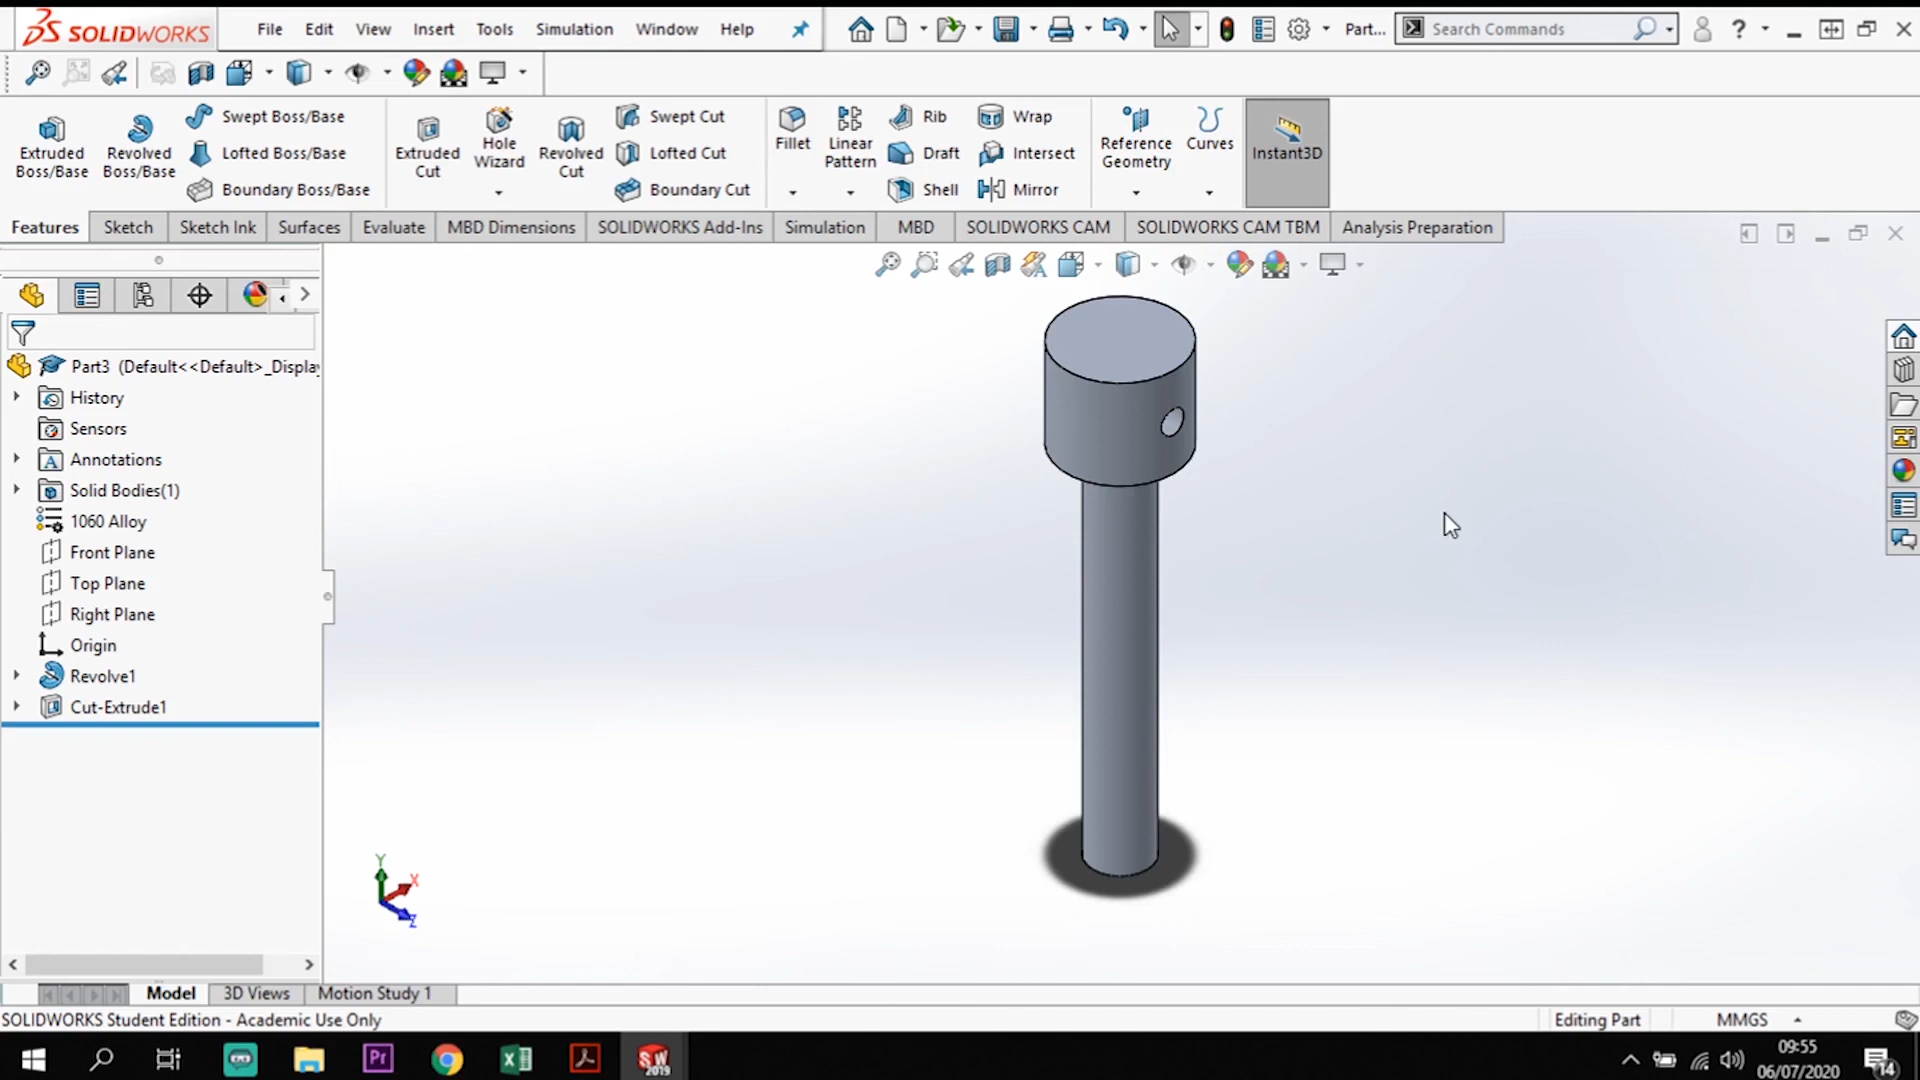 SOLIDWORKS File Edit View Insert Tools Simulation Window Help Part... Search Commands ?
Swept Boss/Base
Lofted Boss/Base
Boundary Boss/Base
Extruded
Boss/Base
Revolved
Boss/Base
Extruded
Cut
Hole
Wizard
Revolved
Cut
Swept Cut
Lofted Cut
Boundary Cut
Fillet
Linear
Pattern
Rib
Draft
Shell
Wrap
Intersect
Mirror
Reference
Geometry
Curves
Instant3D
Features Sketch Sketch Ink Surfaces Evaluate MBD Dimensions SOLIDWORKS Add-Ins Simulation MBD SOLIDWORKS CAM SOLIDWORKS CAM TBM Analysis Preparation
Part3 (Default<<Default>_Display
History
Sensors
Annotations
Solid Bodies(1)
1060 Alloy
Front Plane
Top Plane
Right Plane
Origin
Revolve1
Cut-Extrude1
Y
X
Z
Model 3D Views Motion Study 1
SOLIDWORKS Student Edition - Academic Use Only Editing Part MMGS
Pr
SW
2019
09:55
06/07/2020
14